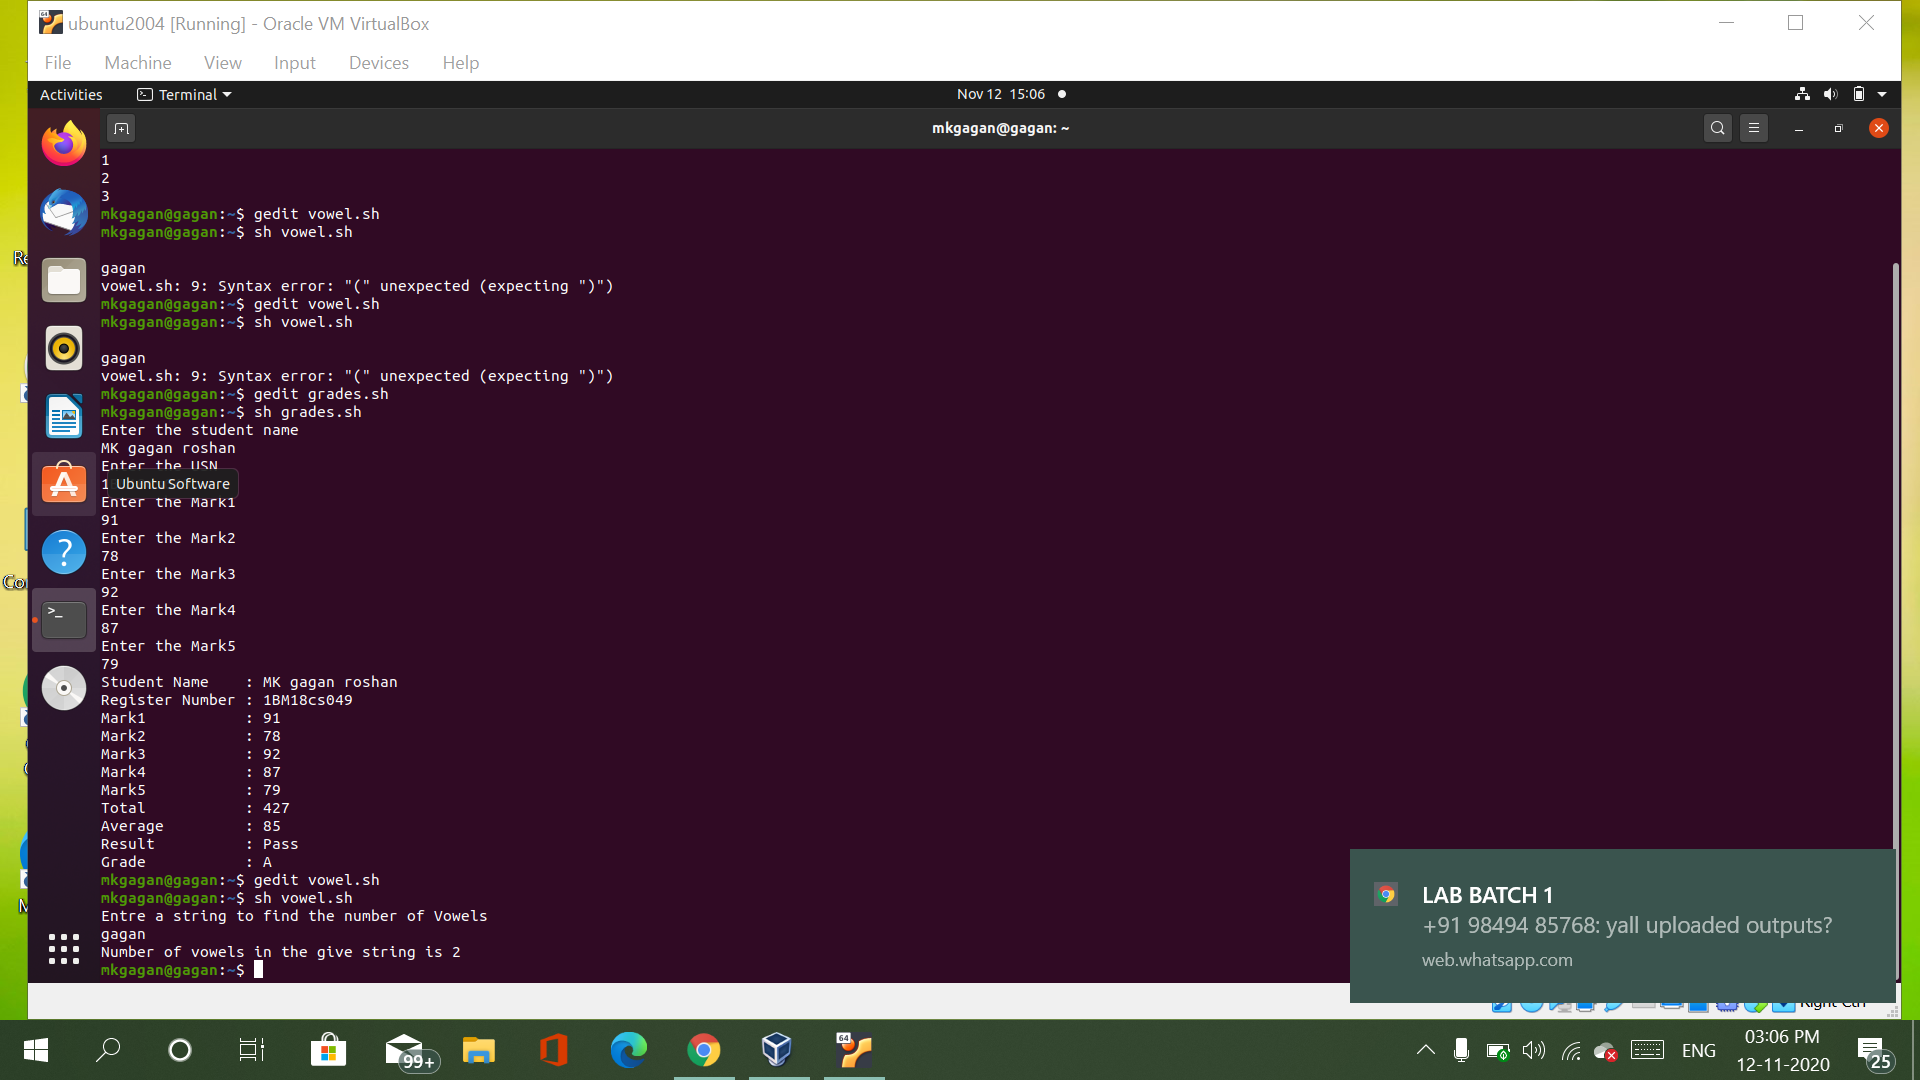 ubuntu2004 [Running] - Oracle VM VirtualBox
File Machine View Input Devices Help
Activities Terminal Nov 12 15:06
mkgagan@gagan: ~
1
2
3
mkgagan@gagan:~$ gedit vowel.sh
mkgagan@gagan:~$ sh vowel.sh
gagan
vowel.sh: 9: Syntax error: "(" unexpected (expecting ")")
mkgagan@gagan:~$ gedit vowel.sh
mkgagan@gagan:~$ sh vowel.sh
gagan
vowel.sh: 9: Syntax error: "(" unexpected (expecting ")")
mkgagan@gagan:~$ gedit grades.sh
mkgagan@gagan:~$ sh grades.sh
Enter the student name
MK gagan roshan
Enter the USN
1
Ubuntu Software
Enter the Mark1
91
Enter the Mark2
78
Enter the Mark3
92
Enter the Mark4
87
Enter the Mark5
79
Student Name : MK gagan roshan
Register Number : 1BM18cs049
Mark1 : 91
Mark2 : 78
Mark3 : 92
Mark4 : 87
Mark5 : 79
Total : 427
Average : 85
Result : Pass
Grade : A
mkgagan@gagan:~$ gedit vowel.sh
mkgagan@gagan:~$ sh vowel.sh
Entre a string to find the number of Vowels
gagan
Number of vowels in the give string is 2
mkgagan@gagan:~$
LAB BATCH 1
+91 98494 85768: yall uploaded outputs?
web.whatsapp.com
Right Ctrl
99+
64
ENG
03:06 PM
12-11-2020
25